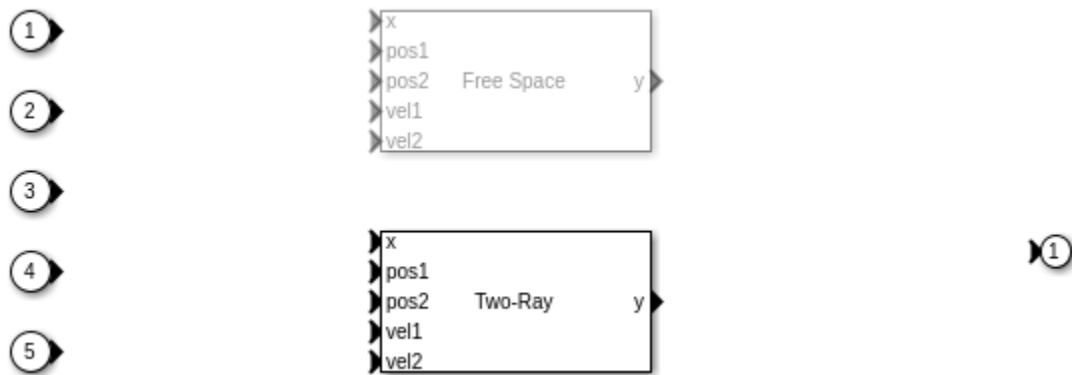 1
2
3
4
5
x
pos1
pos2 Free Space y
vel1
vel2
x
pos1
pos2 Two-Ray y
vel1
vel2
1